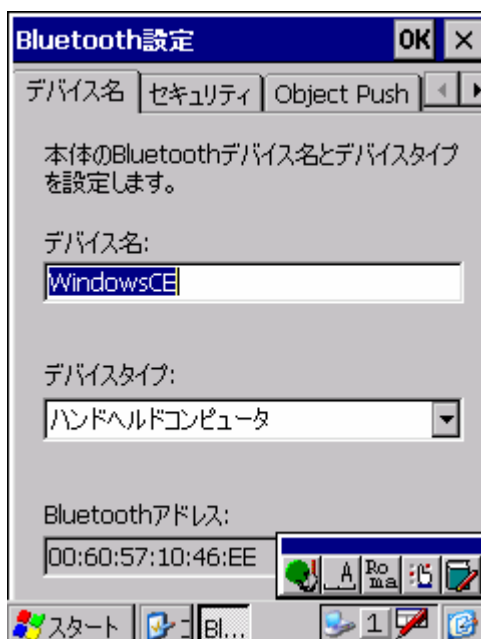 Bluetooth設定 OK ×
デバイス名 セキュリティ Object Push
本体のBluetoothデバイス名とデバイスタイプ
を設定します。
デバイス名:
WindowsCE
デバイスタイプ:
ハンドヘルドコンピュータ
Bluetoothアドレス:
00:60:57:10:46:EE
_A Ro
ma
スタート コ Bl... 1